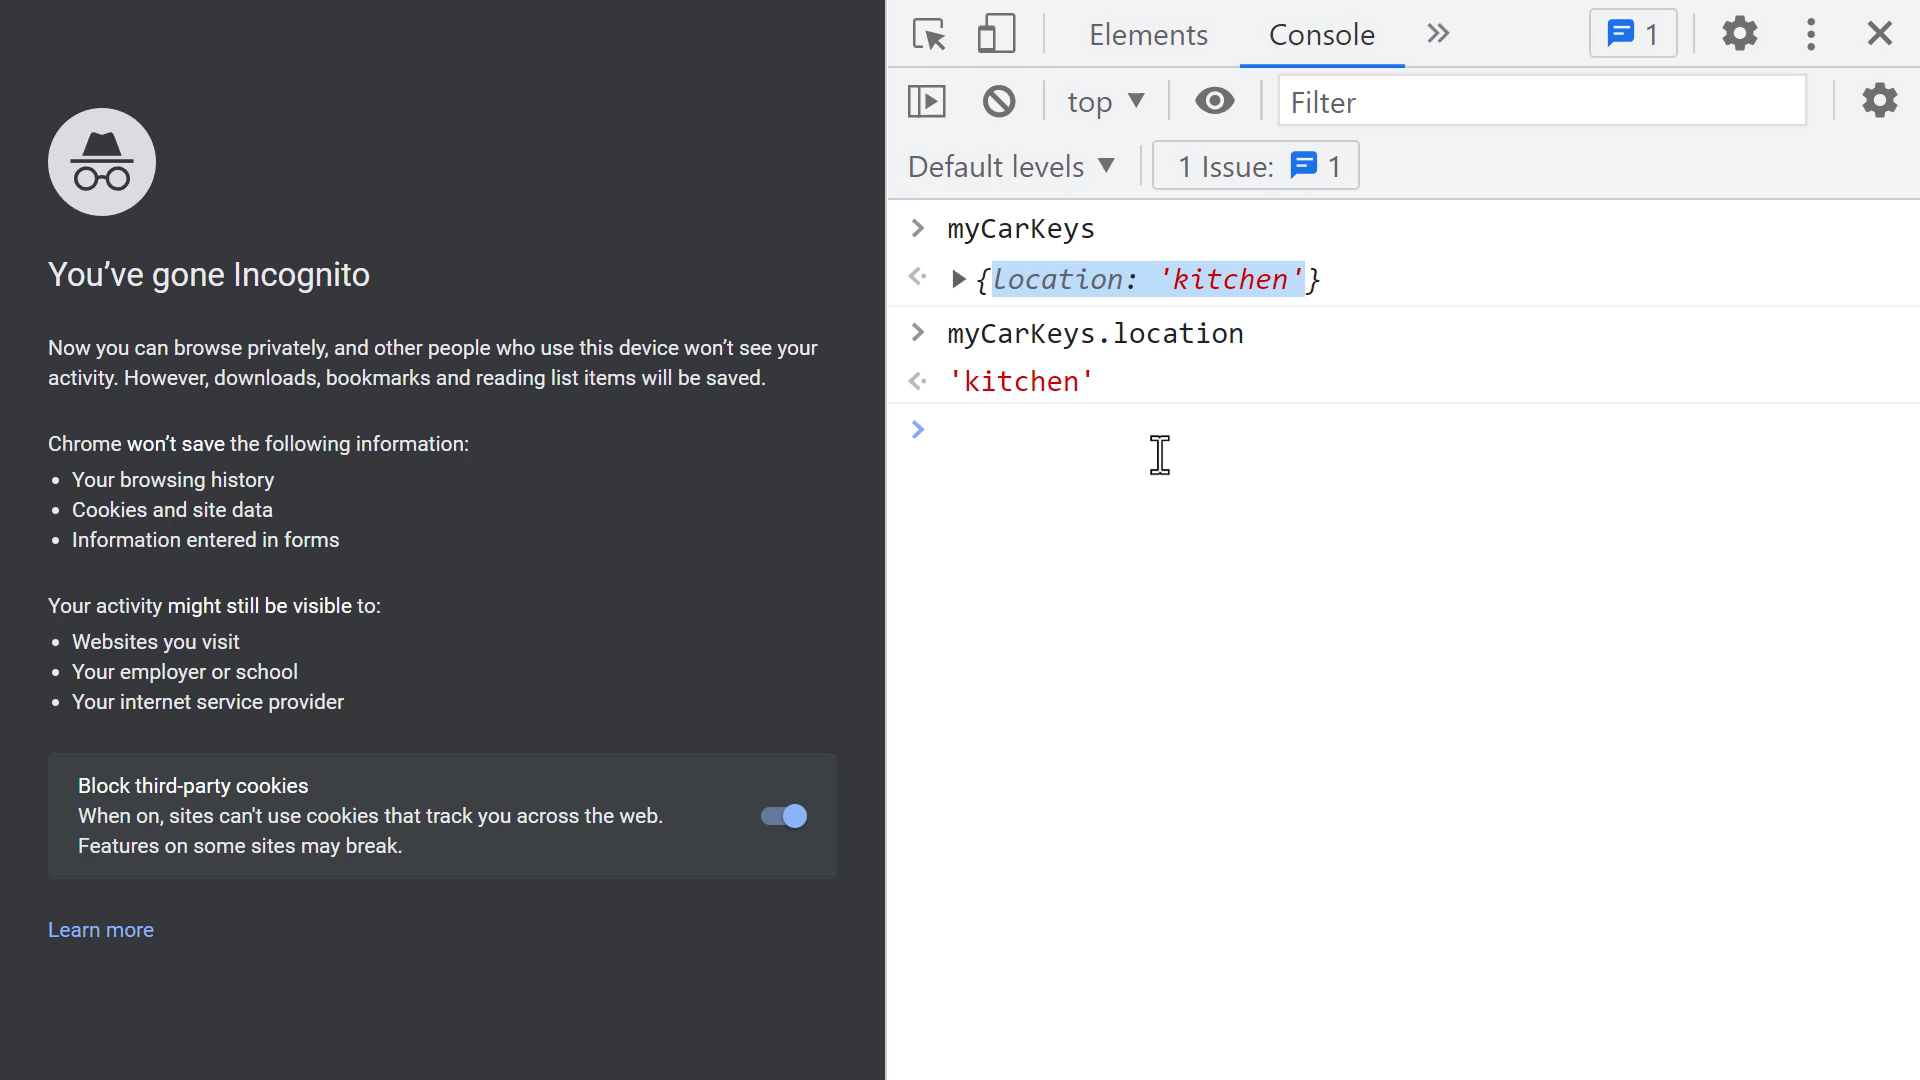 You've gone Incognito
Now you can browse privately, and other people who use this device won't see your
activity. However, downloads, bookmarks and reading list items will be saved.
Chrome won't save the following information:
• Your browsing history
• Cookies and site data
• Information entered in forms
Your activity might still be visible to:
• Websites you visit
• Your employer or school
• Your internet service provider
Block third-party cookies
When on, sites can't use cookies that track you across the web.
Features on some sites may break.
Learn more
Elements Console 1
top Filter
Default levels 1 Issue: 1
myCarKeys
{location: 'kitchen'}
myCarKeys.location
'kitchen'